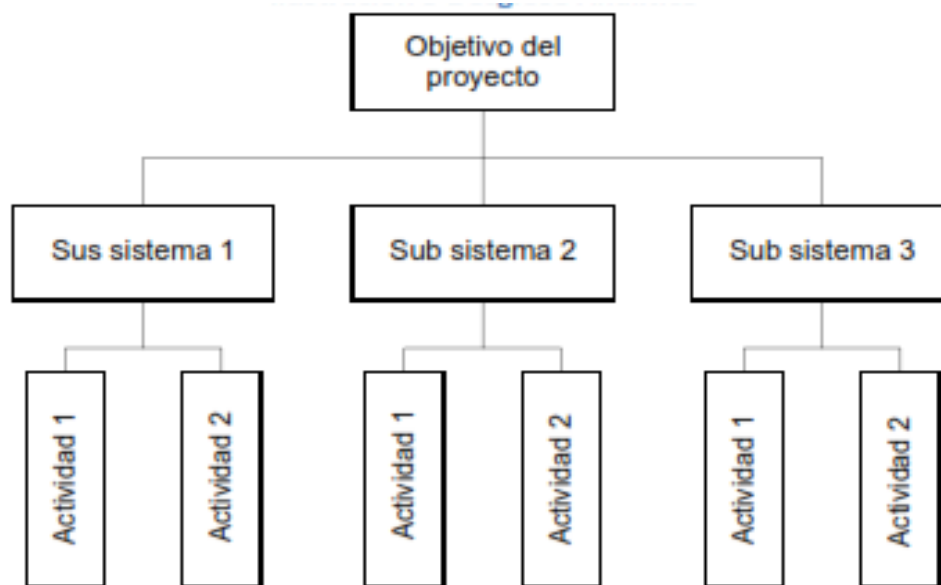 Objetivo del
proyecto
Sus sistema 1
Sub sistema 2
Sub sistema 3
Actividad 1
Actividad 2
Actividad 1
Actividad 2
Actividad 1
Actividad 2